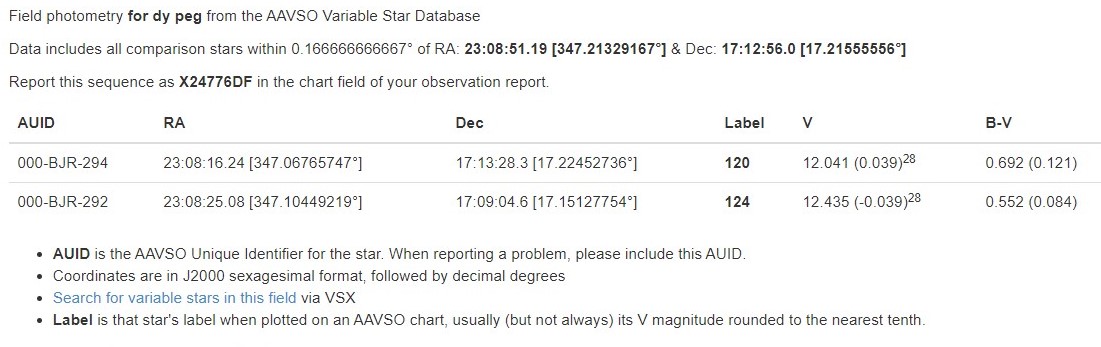 Field photometry for dy peg from the AAVSO Variable Star Database
Data includes all comparison stars within 0.166666666667° of RA: 23:08:51.19 [347.21329167°] & Dec: 17:12:56.0 [17.21555556°]
Report this sequence as X24776DF in the chart field of your observation report.
AUID RA Dec Label V B-V
000-BJR-294 23:08:16.24 [347.06765747°] 17:13:28.3 [17.22452736°] 120 12.041 (0.039)28 0.692 (0.121)
000-BJR-292 23:08:25.08 [347.10449219°] 17:09:04.6 [17.15127754°] 124 12.435 (-0.039)28 0.552 (0.084)
• AUID is the AAVSO Unique Identifier for the star. When reporting a problem, please include this AUID.
• Coordinates are in J2000 sexagesimal format, followed by decimal degrees
• Search for variable stars in this field via VSX
• Label is that star's label when plotted on an AAVSO chart, usually (but not always) its V magnitude rounded to the nearest tenth.